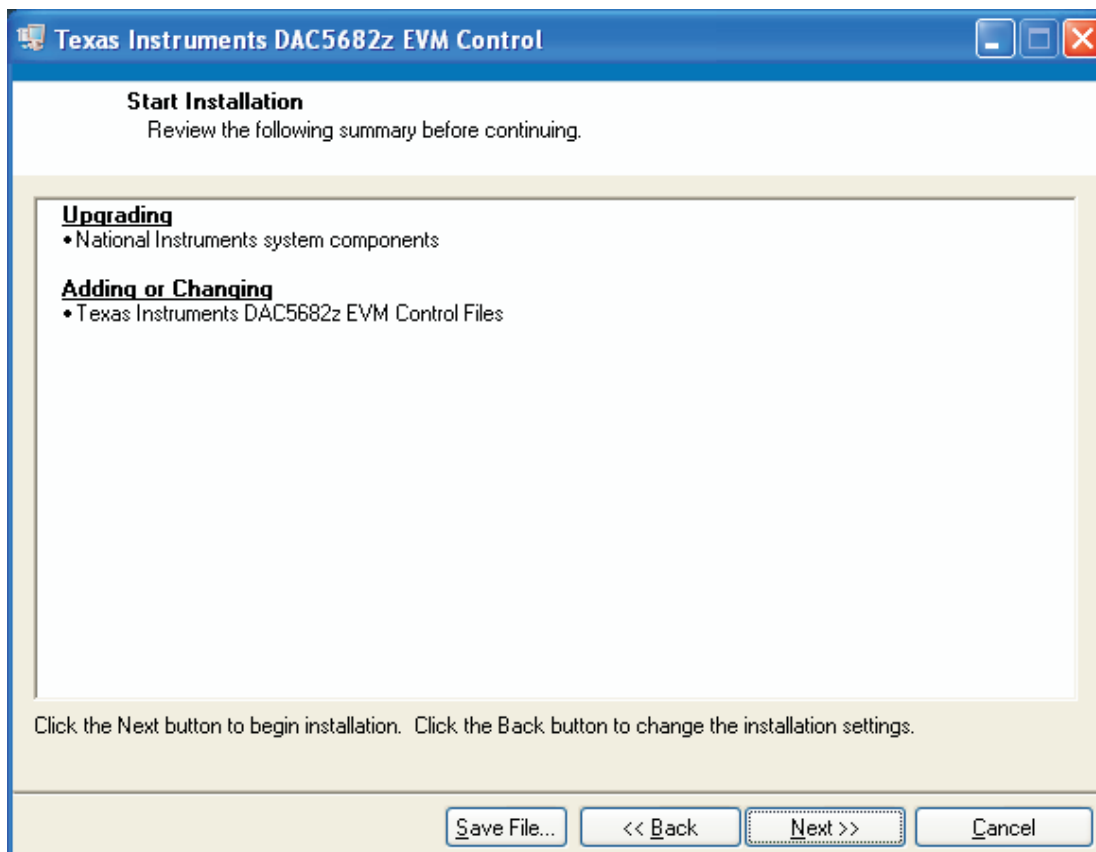 Texas Instruments DAC5682z EVM Control
Start Installation
Review the following summary before continuing.
Upgrading
• National Instruments system components
Adding or Changing
• Texas Instruments DAC5682z EVM Control Files
Click the Next button to begin installation.  Click the Back button to change the installation settings.
Save File... << Back Next >> Cancel